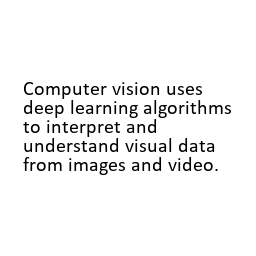 Computer vision uses
deep learning algorithms
to interpret and
understand visual data
from images and video.